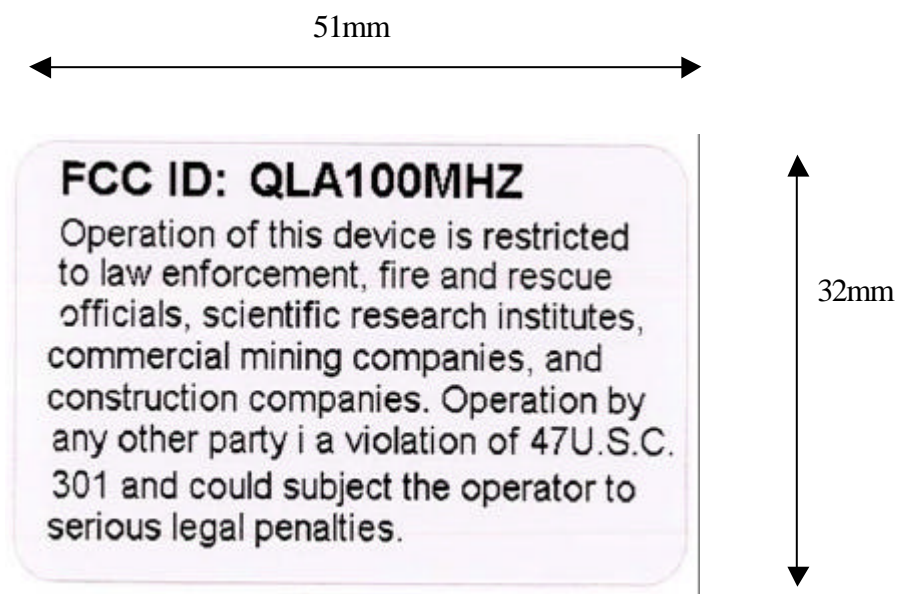 51mm
FCC ID: QLA100MHZ
Operation of this device is restricted
to law enforcement, fire and rescue
officials, scientific research institutes,
commercial mining companies, and
construction companies. Operation by
any other party i a violation of 47U.S.C.
301 and could subject the operator to
serious legal penalties.
32mm